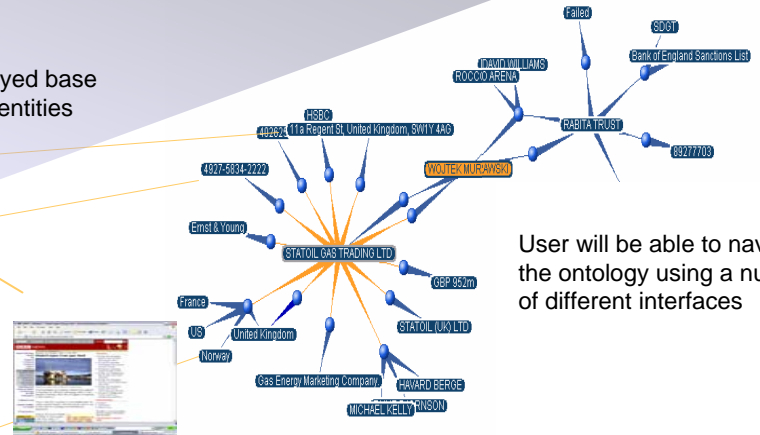 yed base
entities
Failed
SDGT
Bank of England Sanctions List
DAVID WILLIAMS
ROCCIO ARENA
RABITA TRUST
89277703
HSBC
11a Regent St, United Kingdom, SW1Y 4AG
4927-5834-2222
WOJTEK MUR'AWSKI
Ernst & Young
STATOIL GAS TRADING LTD
User will be able to nav
the ontology using a nu
of different interfaces
GBP 952m
France
US
United Kingdom
Norway
STATOIL (UK) LTD
Gas Energy Marketing Company.
HAVARD BERGE
MICHAEL KELLY